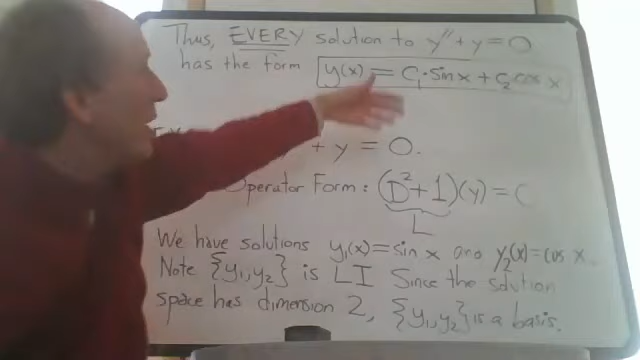 Thus, EVERY solution to y″ + y = 0
has the form y(x) = C₁·sin x + C₂ cos x
+ y = 0.
Operator Form: (D² + 1)(y) = 0
L
We have solutions y₁(x) = sin x and y₂(x) = cos x.
Note {y₁, y₂} is LI Since the solution
space has dimension 2, {y₁, y₂} is a basis.